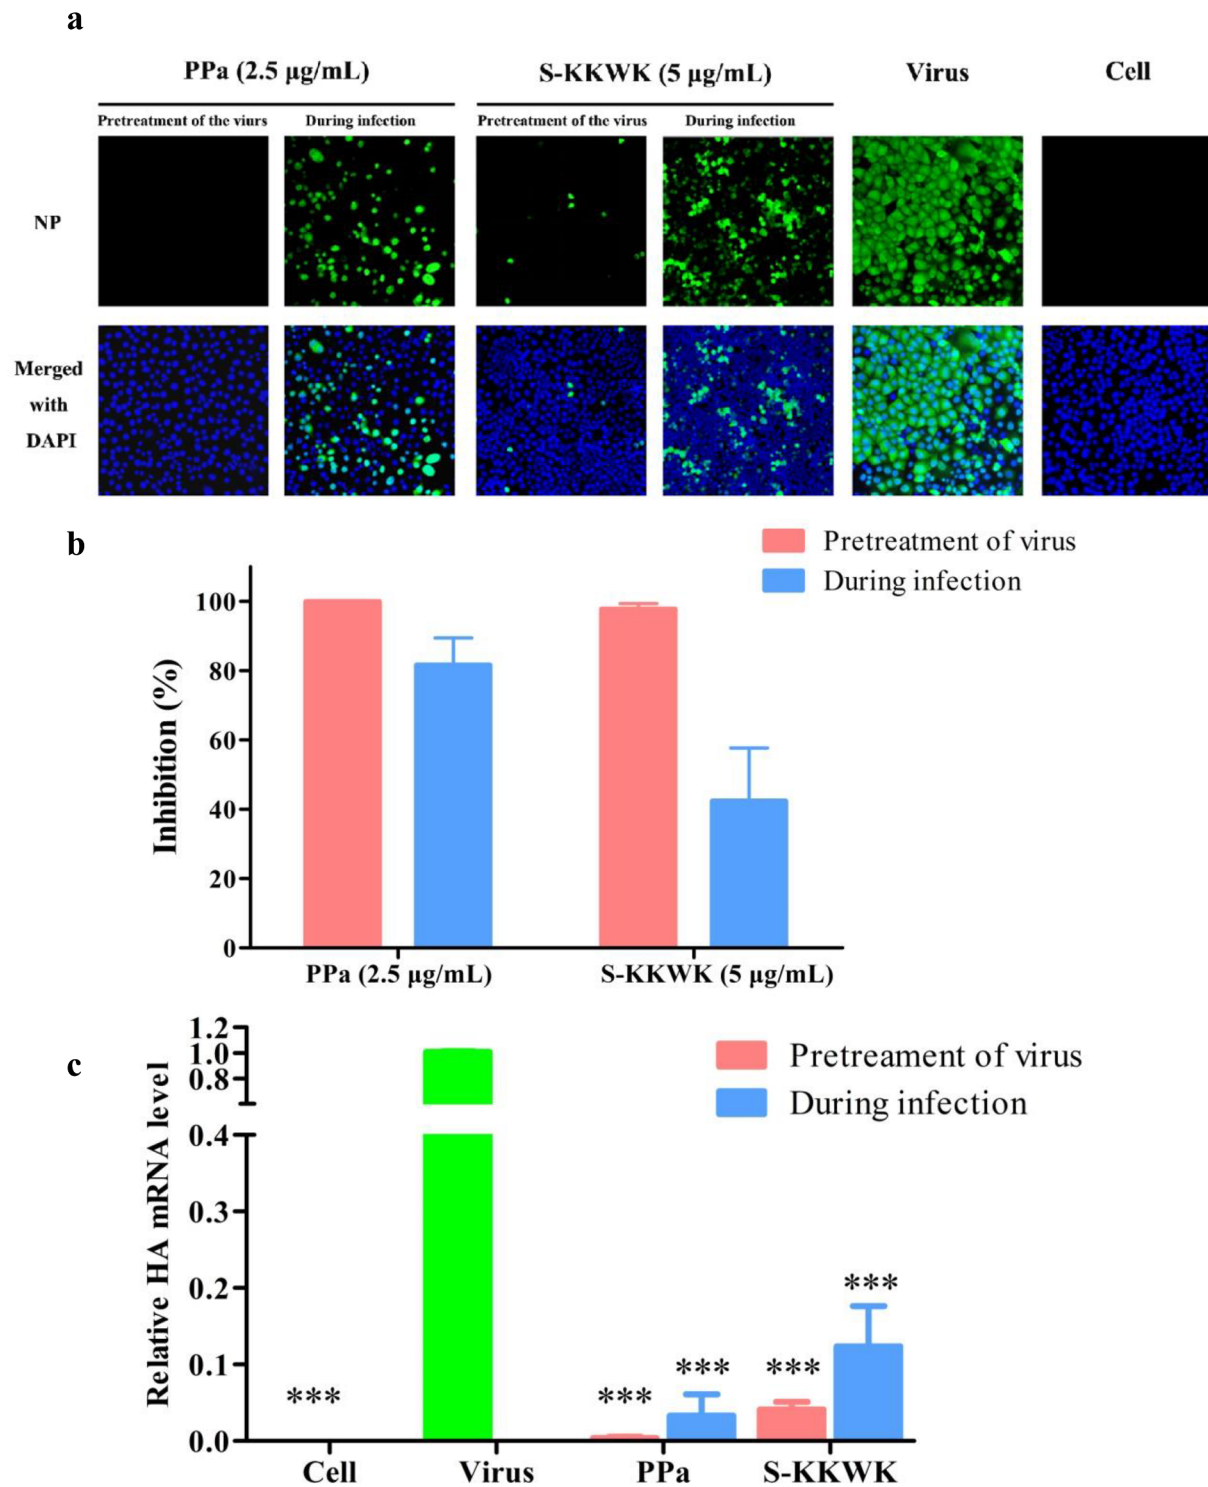 a
PPa (2.5 μg/mL)
S-KKWK (5 μg/mL)
Virus
Cell
Pretreatment of the viurs
During infection
Pretreatment of the virus
During infection
NP
Merged
with
DAPI
b
Pretreatment of virus
During infection
Inhibition (%)
100
80
60
40
20
0
PPa (2.5 μg/mL)
S-KKWK (5 μg/mL)
c
Pretreament of virus
During infection
Relative HA mRNA level
1.2
1.0
0.8
0.4
0.3
0.2
0.1
0.0
***
***
***
***
***
Cell
Virus
PPa
S-KKWK